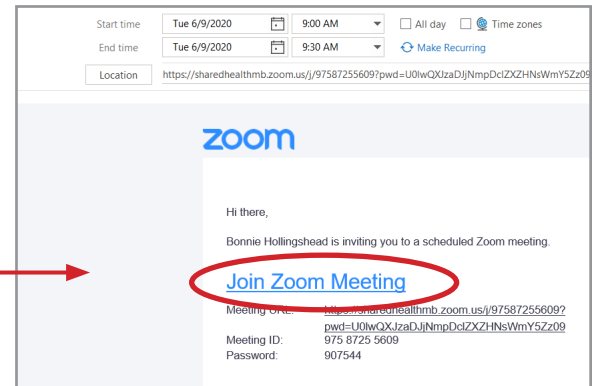 Start time Tue 6/9/2020 9:00 AM All day Time zones
End time Tue 6/9/2020 9:30 AM Make Recurring
Location https://sharedhealthmb.zoom.us/j/97587255609?pwd=U0lwQXJzaDJjNmpDclZXZHNsWmY5Zz09
zoom
Hi there,
Bonnie Hollingshead is inviting you to a scheduled Zoom meeting.
Join Zoom Meeting
Meeting URL: https://sharedhealthmb.zoom.us/j/97587255609?
pwd=U0lwQXJzaDJjNmpDclZXZHNsWmY5Zz09
Meeting ID: 975 8725 5609
Password: 907544